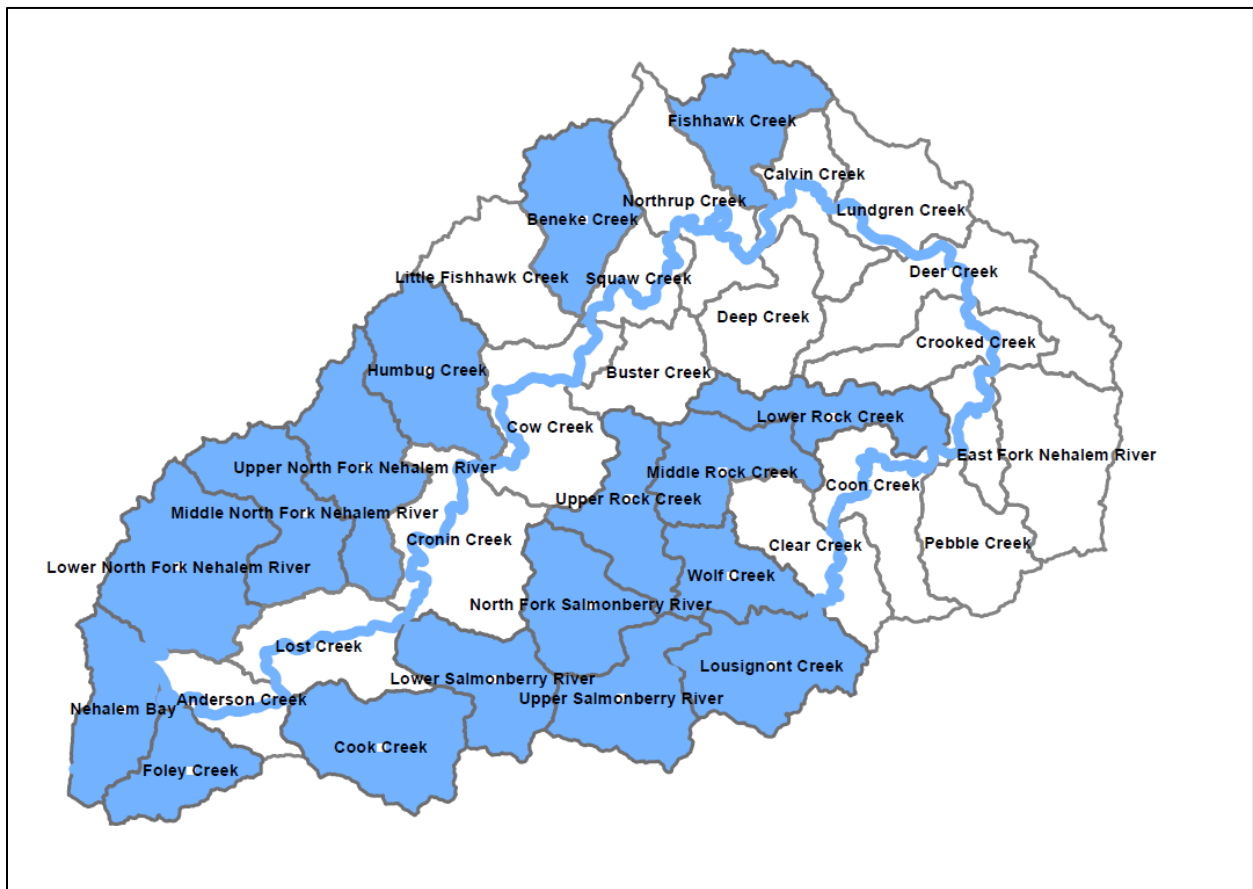 Fishhawk Creek
Calvin Creek
Northrup Creek
Lundgren Creek
Beneke Creek
Deer Creek
Little Fishhawk Creek
Squaw Creek
Deep Creek
Crooked Creek
Humbug Creek
Buster Creek
Lower Rock Creek
Cow Creek
East Fork Nehalem River
Upper North Fork Nehalem River
Middle Rock Creek
Coon Creek
Upper Rock Creek
Middle North Fork Nehalem River
Cronin Creek
Clear Creek
Pebble Creek
Lower North Fork Nehalem River
Wolf Creek
North Fork Salmonberry River
Lost Creek
Lousignont Creek
Lower Salmonberry River
Anderson Creek
Upper Salmonberry River
Nehalem Bay
Cook Creek
Foley Creek